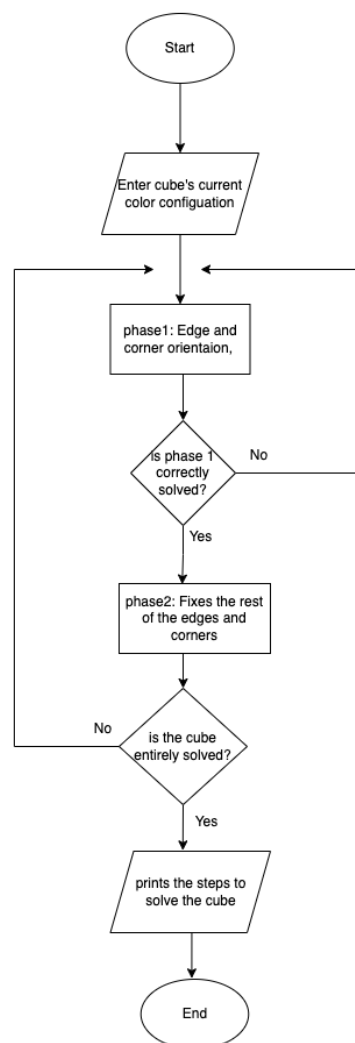 Start
Enter cube's current
color configuation
phase1: Edge and
corner orientaion,
is phase 1
correctly
solved?
No
Yes
phase2: Fixes the rest
of the edges and
corners
No
is the cube
entirely solved?
Yes
prints the steps to
solve the cube
End